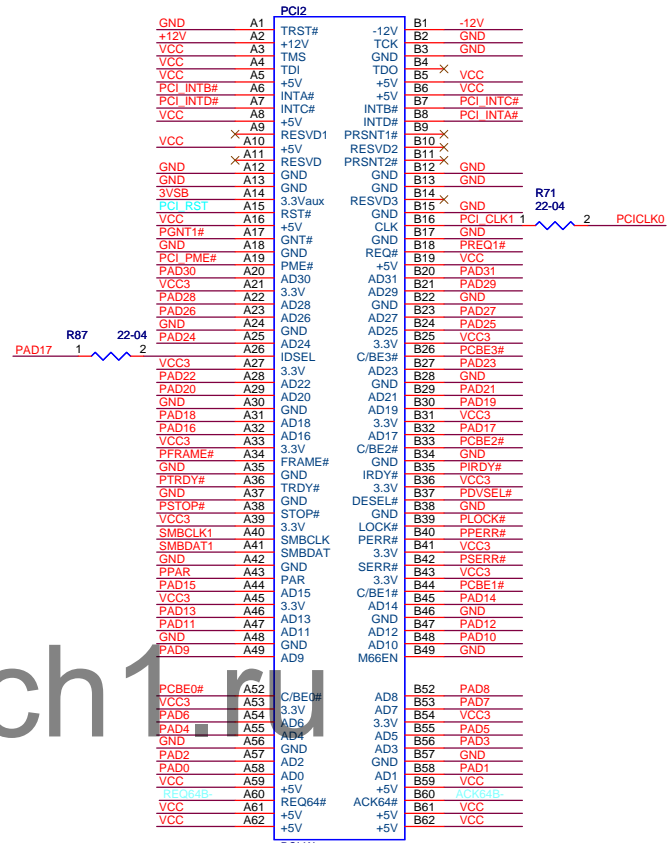 PCI2
GND A1 TRST# -12V B1 -12V
+12V A2 +12V TCK B2 GND
VCC A3 TMS GND B3 GND
VCC A4 TDI TDO B4
VCC A5 +5V +5V B5 VCC
PCI_INTB# A6 INTA# +5V B6 VCC
PCI_INTD# A7 INTC# INTB# B7 PCI_INTC#
VCC A8 +5V INTD# B8 PCI_INTA#
A9 RESVD1 PRSNT1# B9
VCC A10 +5V RESVD2 B10
A11 RESVD PRSNT2# B11
GND A12 GND GND B12 GND
GND A13 GND GND B13 GND
3VSB A14 3.3Vaux RESVD3 B14
R71
22-04
PCI_RST A15 RST# GND B15 GND
VCC A16 +5V CLK B16 PCI_CLK1 1 2 PCICLK0
PGNT1# A17 GNT# GND B17 GND
GND A18 GND REQ# B18 PREQ1#
PCI_PME# A19 PME# +5V B19 VCC
PAD30 A20 AD30 AD31 B20 PAD31
VCC3 A21 3.3V AD29 B21 PAD29
PAD28 A22 AD28 GND B22 GND
PAD26 A23 AD26 AD27 B23 PAD27
GND A24 GND AD25 B24 PAD25
PAD24 A25 AD24 3.3V B25 VCC3
R87 22-04
PAD17 1 2 A26 IDSEL C/BE3# B26 PCBE3#
VCC3 A27 3.3V AD23 B27 PAD23
PAD22 A28 AD22 GND B28 GND
PAD20 A29 AD20 AD21 B29 PAD21
GND A30 GND AD19 B30 PAD19
PAD18 A31 AD18 3.3V B31 VCC3
PAD16 A32 AD16 AD17 B32 PAD17
VCC3 A33 3.3V C/BE2# B33 PCBE2#
PFRAME# A34 FRAME# GND B34 GND
GND A35 GND IRDY# B35 PIRDY#
PTRDY# A36 TRDY# 3.3V B36 VCC3
GND A37 GND DESEL# B37 PDVSEL#
PSTOP# A38 STOP# GND B38 GND
VCC3 A39 3.3V LOCK# B39 PLOCK#
SMBCLK1 A40 SMBCLK PERR# B40 PPERR#
SMBDAT1 A41 SMBDAT 3.3V B41 VCC3
GND A42 GND SERR# B42 PSERR#
PPAR A43 PAR 3.3V B43 VCC3
PAD15 A44 AD15 C/BE1# B44 PCBE1#
VCC3 A45 3.3V AD14 B45 PAD14
PAD13 A46 AD13 GND B46 GND
PAD11 A47 AD11 AD12 B47 PAD12
GND A48 GND AD10 B48 PAD10
PAD9 A49 AD9 M66EN B49 GND
ch1.ru
PCBE0# A52 C/BE0# AD8 B52 PAD8
VCC3 A53 3.3V AD7 B53 PAD7
PAD6 A54 AD6 3.3V B54 VCC3
PAD4 A55 AD4 AD5 B55 PAD5
GND A56 GND AD3 B56 PAD3
PAD2 A57 AD2 GND B57 GND
PAD0 A58 AD0 AD1 B58 PAD1
VCC A59 +5V +5V B59 VCC
REQ64B- A60 REQ64# ACK64# B60 ACK64B-
VCC A61 +5V +5V B61 VCC
VCC A62 +5V +5V B62 VCC